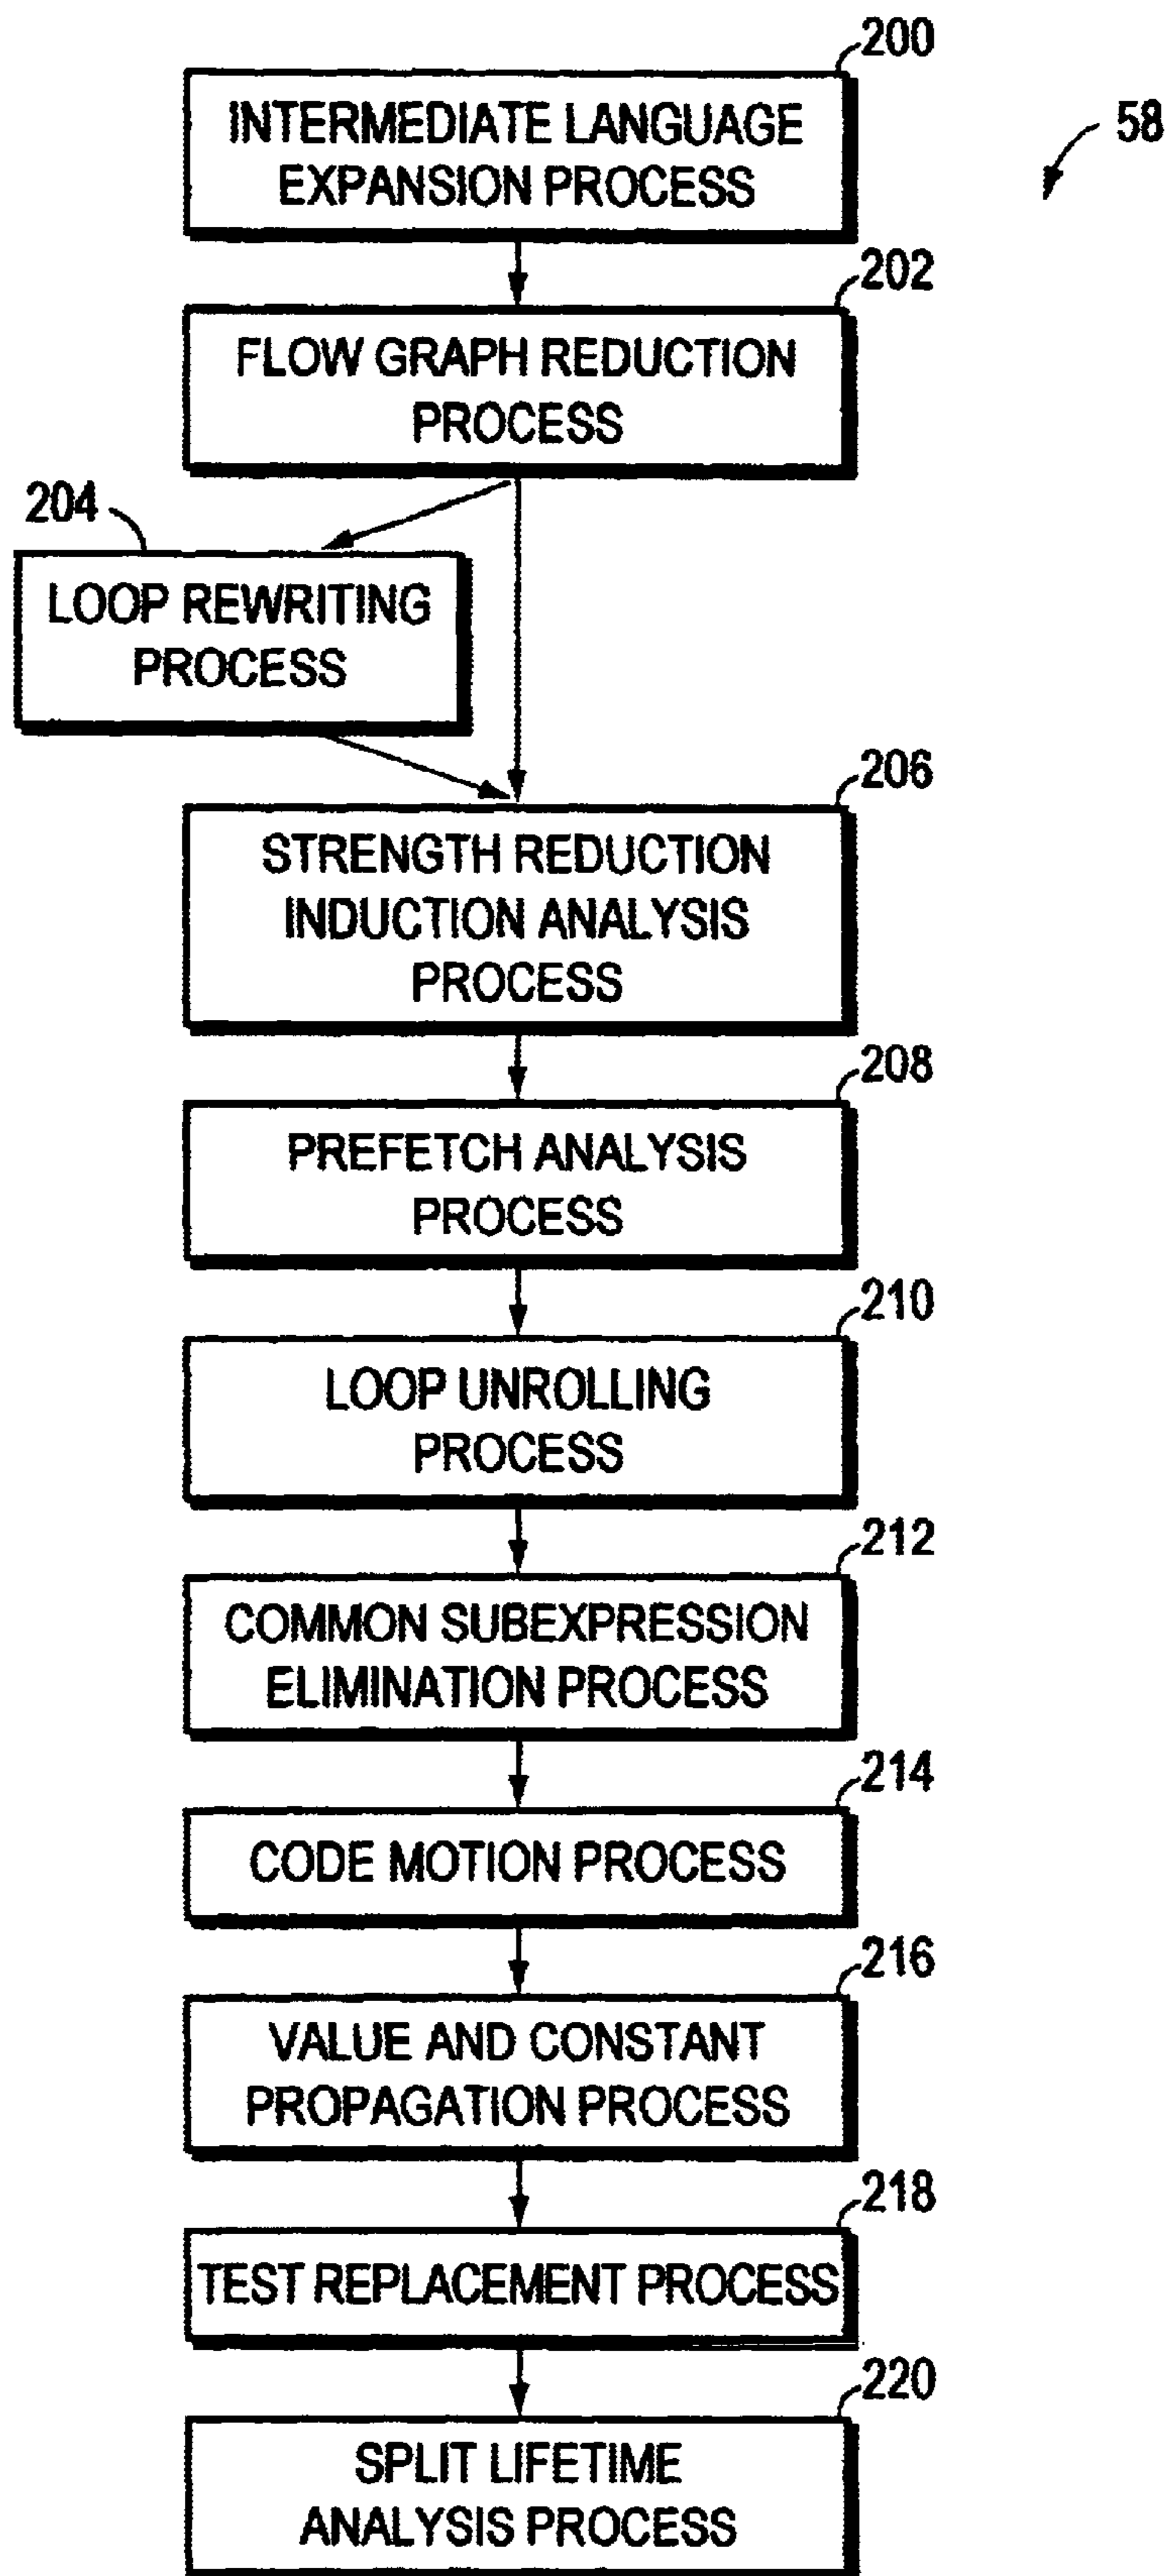 200
INTERMEDIATE LANGUAGE
EXPANSION PROCESS
58
202
FLOW GRAPH REDUCTION
PROCESS
204
LOOP REWRITING
PROCESS
206
STRENGTH REDUCTION
INDUCTION ANALYSIS
PROCESS
208
PREFETCH ANALYSIS
PROCESS
210
LOOP UNROLLING
PROCESS
212
COMMON SUBEXPRESSION
ELIMINATION PROCESS
214
CODE MOTION PROCESS
216
VALUE AND CONSTANT
PROPAGATION PROCESS
218
TEST REPLACEMENT PROCESS
220
SPLIT LIFETIME
ANALYSIS PROCESS